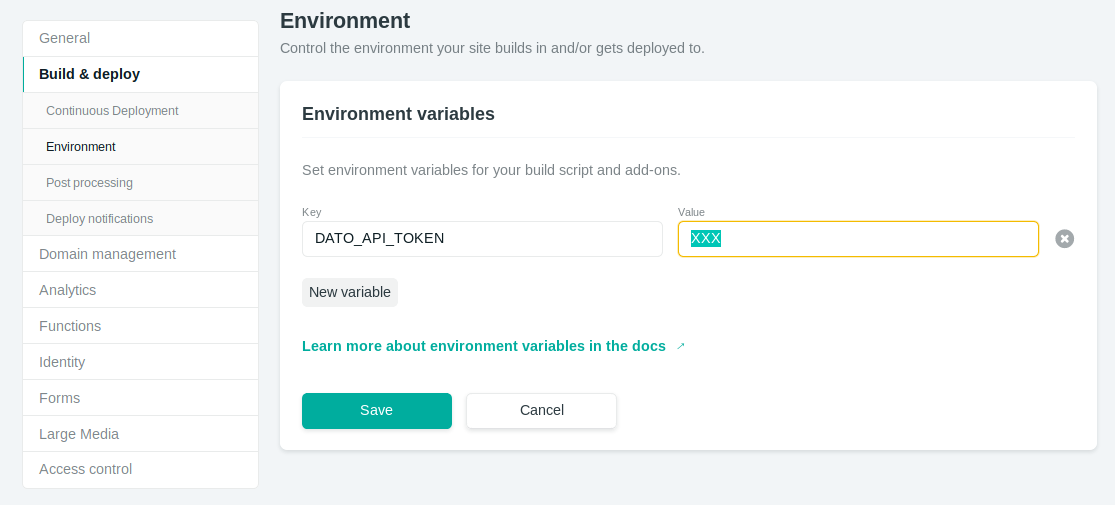 General
Build & deploy
Continuous Deployment
Environment
Post processing
Deploy notifications
Domain management
Analytics
Functions
Identity
Forms
Large Media
Access control
Environment
Control the environment your site builds in and/or gets deployed to.
Environment variables
Set environment variables for your build script and add-ons.
Key Value
DATO_API_TOKEN XXX
New variable
Learn more about environment variables in the docs ↗
Save Cancel